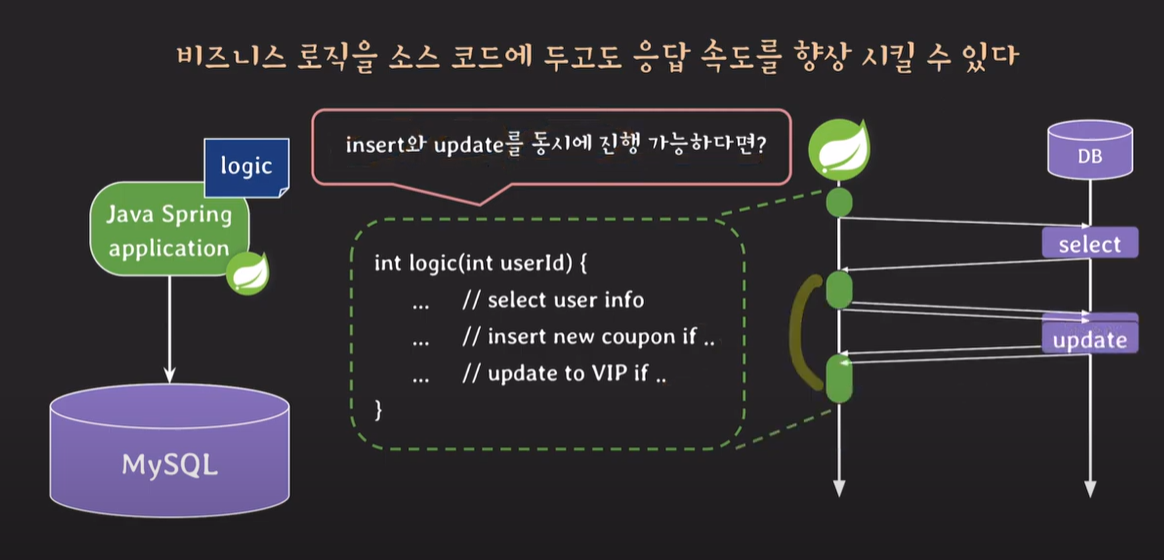 비즈니스 로직을 소스 코드에 두고도 응답 속도를 향상 시킬 수 있다
insert와 update를 동시에 진행 가능하다면?
logic
Java Spring
application
MySQL
int logic(int userId) {
... // select user info
... // insert new coupon if ..
... // update to VIP if ..
}
DB
select
update